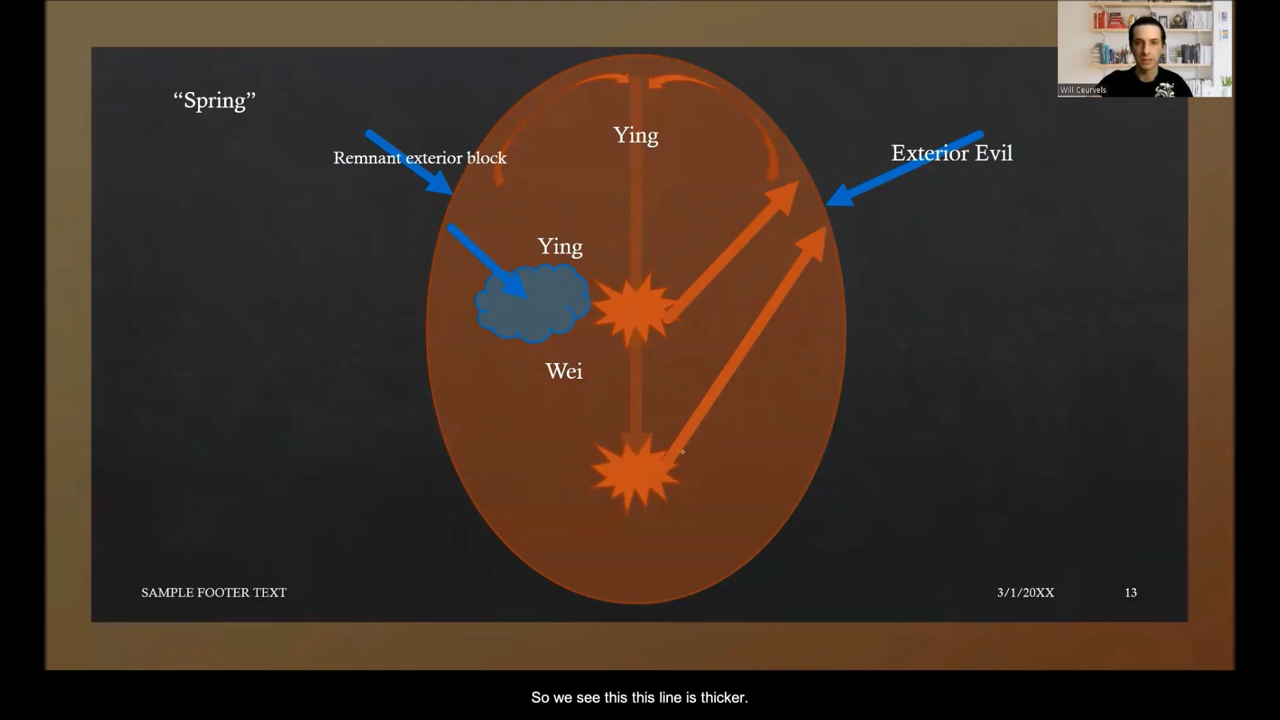 “Spring”
Will Ceurvels
Ying
Remnant exterior block
Exterior Evil
Ying
Wei
SAMPLE FOOTER TEXT
3/1/20XX
13
So we see this this line is thicker.